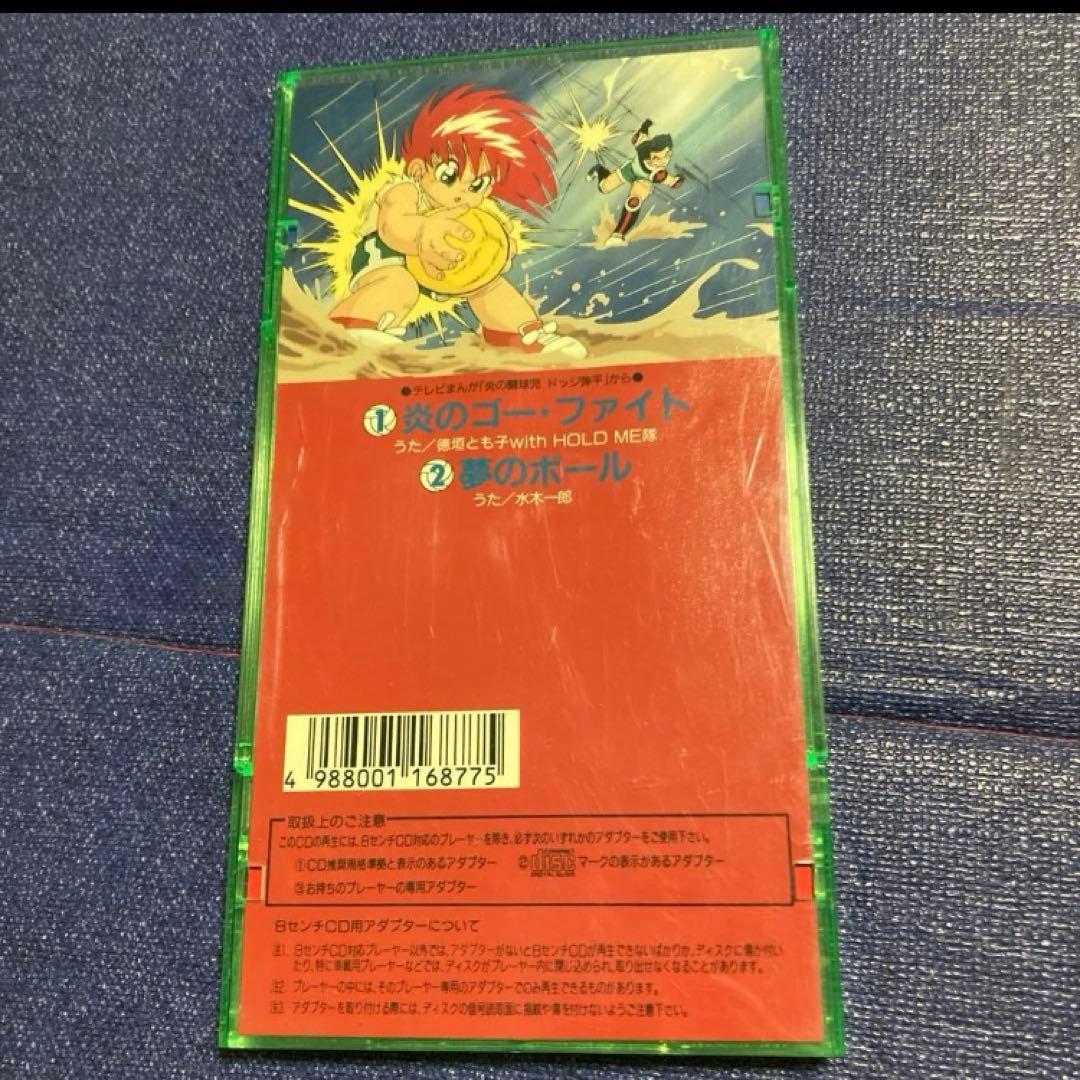 ●テレビまんが「炎の闘球児 ドッジ弾平」から●
①炎のゴー・ファイト
うた／徳垣とも子with HOLD ME隊
②夢のボール
うた／水木一郎
4 988001 168775
取扱上のご注意
このCDの再生には、8センチCD対応のプレーヤーを除き、必ず次のいずれかのアダプターをご使用下さい。
①CD推奨規格準拠と表示のあるアダプター ②disc マークの表示があるアダプター
③お持ちのプレーヤーの専用アダプター
8センチCD用アダプターについて
注1. 8センチCD対応プレーヤー以外では、アダプターがないと8センチCDが再生できないばかりか、ディスクに傷が付い
たり、特に車載用プレーヤーなどでは、ディスクがプレーヤー内に閉じ込められ、取り出せなくなることがあります。
注2. プレーヤーの中には、そのプレーヤー専用のアダプターでのみ再生できるものがあります。
注3. アダプターを取り付ける際には、ディスクの信号読取面に指紋や傷を付けないようご注意下さい。